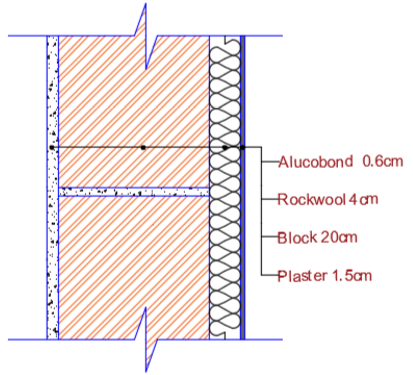 Alucobond 0.6cm
Rockwool 4cm
Block 20cm
Plaster 1.5cm